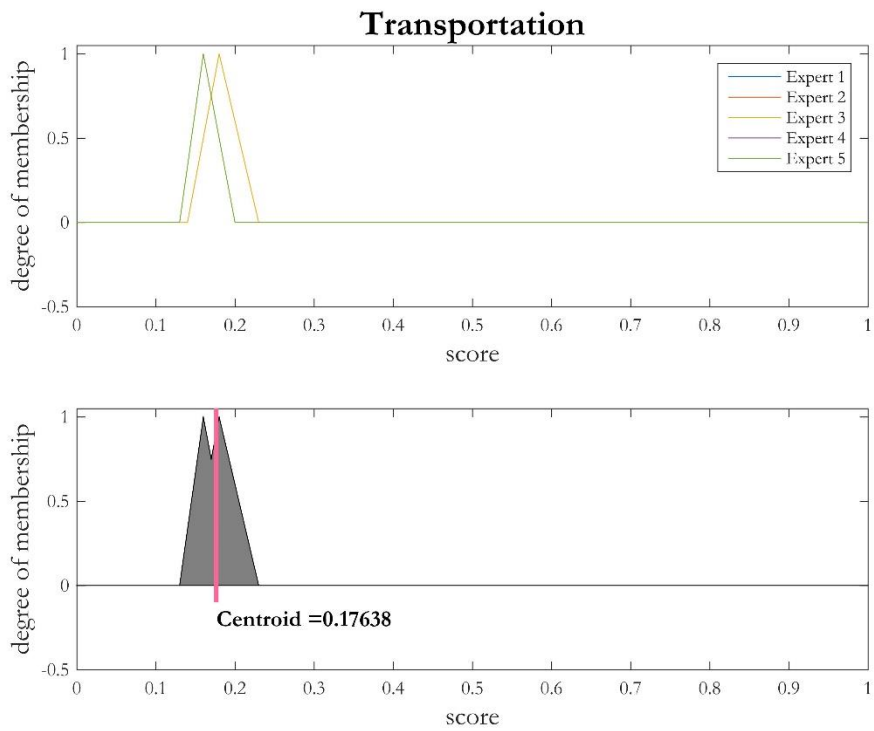 Transportation
degree of membership
1
0.5
0
-0.5
Expert 1
Expert 2
Expert 3
Expert 4
Expert 5
0 0.1 0.2 0.3 0.4 0.5 0.6 0.7 0.8 0.9 1
score
degree of membership
1
0.5
0
-0.5
Centroid =0.17638
0 0.1 0.2 0.3 0.4 0.5 0.6 0.7 0.8 0.9 1
score